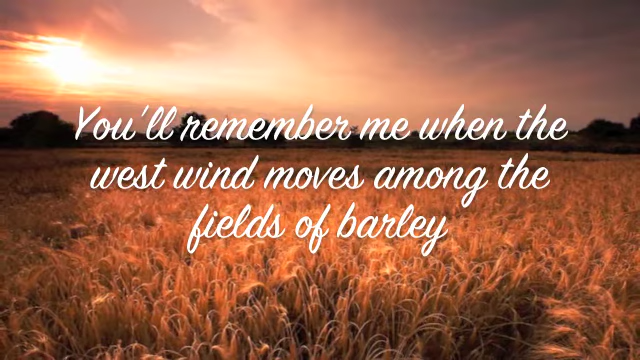 You'll remember me when the
west wind moves among the
fields of barley